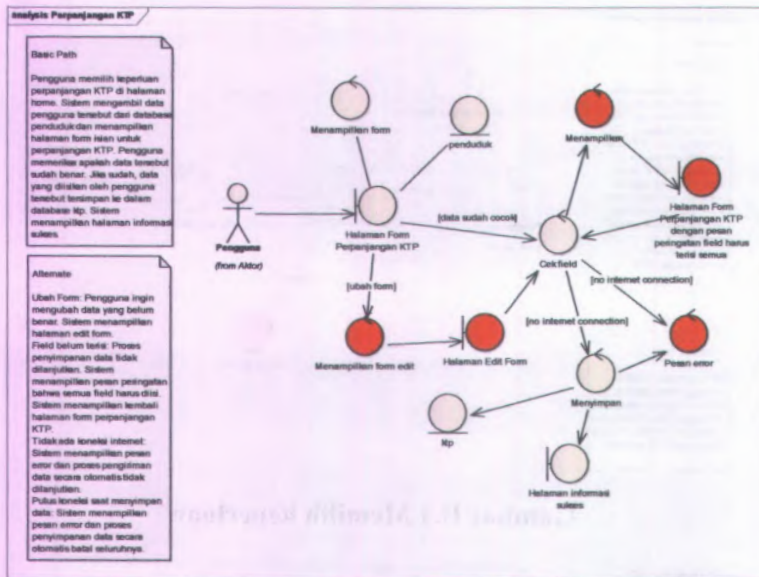 analysis Perpanjangan KTP
Basic Path
Pengguna memilih keperluan
perpanjangan KTP di halaman
home. Sistem mengambil data
pengguna tersebut dari database
penduduk dan menampilkan
halaman form isian untuk
perpanjangan KTP. Pengguna
memeriksa apakah data tersebut
sudah benar. Jika sudah, data
yang diisikan oleh pengguna
tersebut tersimpan ke dalam
database ktp. Sistem
menampilkan halaman informasi
sukses.
Alternate
Ubah Form: Pengguna ingin
mengubah data yang belum
benar. Sistem menampilkan
halaman edit form.
Field belum terisi: Proses
penyimpanan data tidak
dilanjutkan. Sistem
menampilkan pesan peringatan
bahwa semua field harus diisi.
Sistem menampilkan kembali
halaman form perpanjangan
KTP.
Tidak ada koneksi internet:
Sistem menampilkan pesan
error dan proses pengiriman
data secara otomatis tidak
dilanjutkan.
Putus koneksi saat menyimpan
data: Sistem menampilkan
pesan error dan proses
penyimpanan data secara
otomatis batal seluruhnya.
Pengguna
(from Aktor)
Menampilkan form
penduduk
Halaman Form
Perpanjangan KTP
[data sudah cocok]
[ubah form]
Menampilkan form edit
Halaman Edit Form
Cek field
Menampilkan
Halaman Form
Perpanjangan KTP
dengan pesan
peringatan field harus
terisi semua
[no internet connection]
[no internet connection]
Pesan error
Menyimpan
ktp
Halaman informasi
sukses